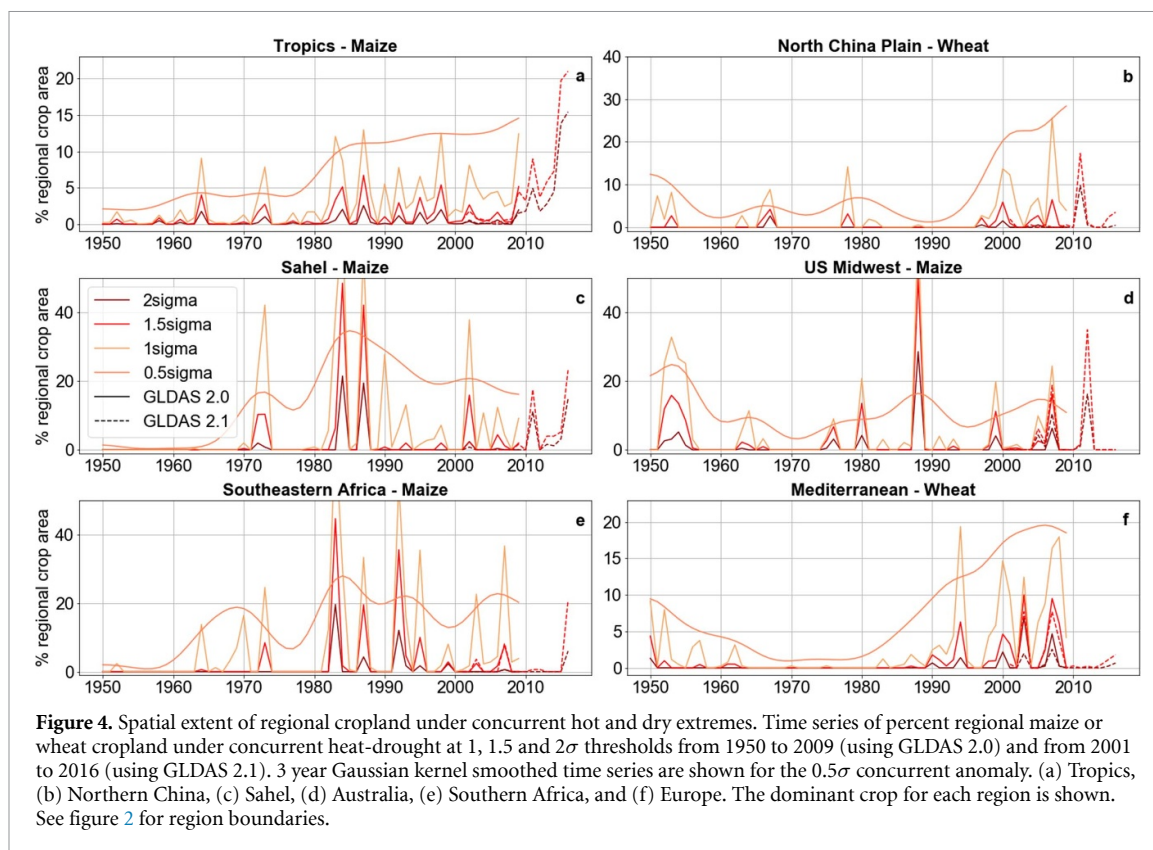 Tropics - Maize
North China Plain - Wheat
% regional crop area
20
15
10
5
0
a
1950 1960 1970 1980 1990 2000 2010
40
30
20
10
0
b
1950 1960 1970 1980 1990 2000 2010
Sahel - Maize
US Midwest - Maize
% regional crop area
40
20
0
c
2sigma
1.5sigma
1sigma
0.5sigma
GLDAS 2.0
GLDAS 2.1
1950 1960 1970 1980 1990 2000 2010
40
20
0
d
1950 1960 1970 1980 1990 2000 2010
Southeastern Africa - Maize
Mediterranean - Wheat
% regional crop area
40
20
0
e
1950 1960 1970 1980 1990 2000 2010
20
15
10
5
0
f
1950 1960 1970 1980 1990 2000 2010
Figure 4. Spatial extent of regional cropland under concurrent hot and dry extremes. Time series of percent regional maize or
wheat cropland under concurrent heat-drought at 1, 1.5 and 2σ thresholds from 1950 to 2009 (using GLDAS 2.0) and from 2001
to 2016 (using GLDAS 2.1). 3 year Gaussian kernel smoothed time series are shown for the 0.5σ concurrent anomaly. (a) Tropics,
(b) Northern China, (c) Sahel, (d) Australia, (e) Southern Africa, and (f) Europe. The dominant crop for each region is shown.
See figure 2 for region boundaries.